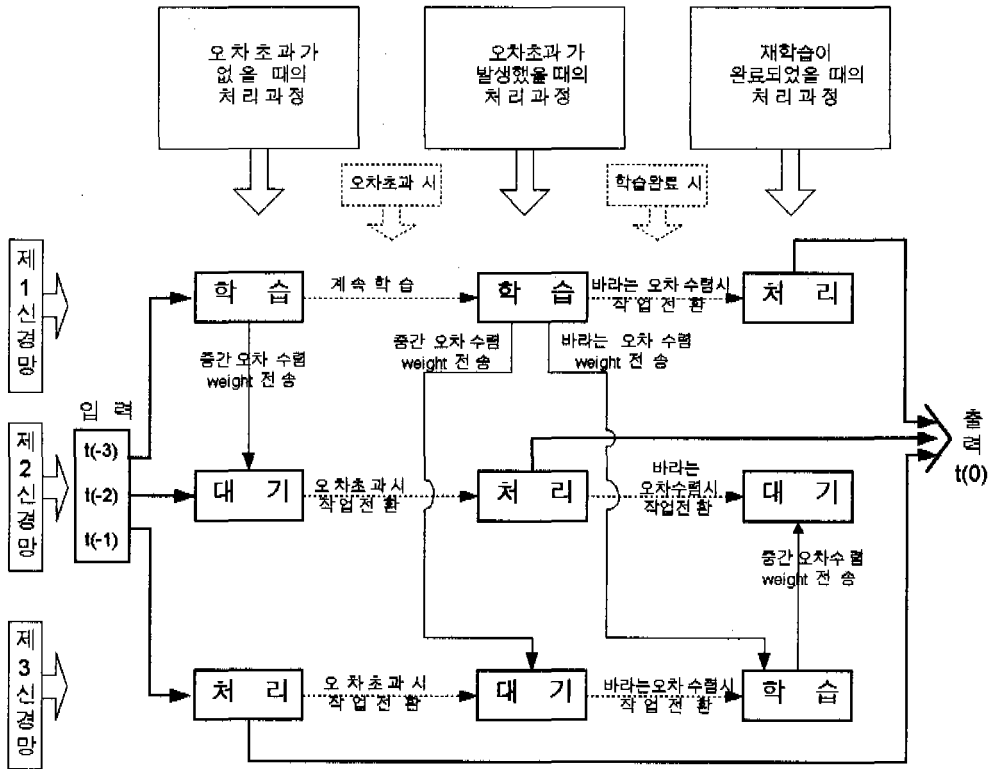 오차초과가
없을 때의
처리과정
오차초과가
발생했을때의
처리과정
재학습이
완료되었을때의
처리과정
오차초과 시
학습완료 시
제
1
신
경
망
학 습
계속 학습
학 습
바라는 오차 수렴시
작업 전환
처 리
중간 오차 수렴
weight 전송
중간 오차 수렴
weight 전송
바라는 오차 수렴
weight 전송
입 력
t(-3)
t(-2)
t(-1)
제
2
신
경
망
대 기
오차초과시
작업전환
처 리
바라는
오차수렴시
작업전환
대 기
출
력
t(0)
중간 오차수렴
weight 전송
제
3
신
경
망
처 리
오차초과시
작업전환
대 기
바라는오차 수렴시
작업전환
학 습